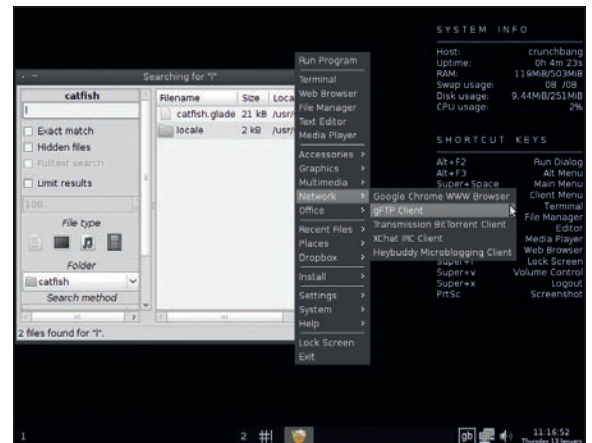 SYSTEM INFO
Host: crunchbang
Uptime: 0h 4m 23s
RAM: 119MiB/503MiB
Swap usage: 0B /0B
Disk usage: 9.44MiB/251MiB
CPU usage: 2%
SHORTCUT KEYS
Alt+F2 Run Dialog
Alt+F3 Alt Menu
Super+Space Main Menu
Client Menu
Terminal
File Manager
Editor
Media Player
Web Browser
Lock Screen
Super+v Volume Control
Super+x Logout
PrtSc Screenshot
Searching for "i"
catfish
Exact match
Hidden files
Fulltext search
Limit results
100
File type
Folder
catfish
Search method
Filename Size Loca
catfish.glade 21 kB /usr/
locale 2 kB /usr/
2 files found for "i".
Run Program
Terminal
Web Browser
File Manager
Text Editor
Media Player
Accessories
Graphics
Multimedia
Network
Office
Recent Files
Places
Dropbox
Install
Settings
System
Help
Lock Screen
Exit
Google Chrome WWW Browser
gFTP Client
Transmission BitTorrent Client
XChat IRC Client
Heybuddy Microblogging Client
1
2
gb
11:16:52
Thursday 13 January